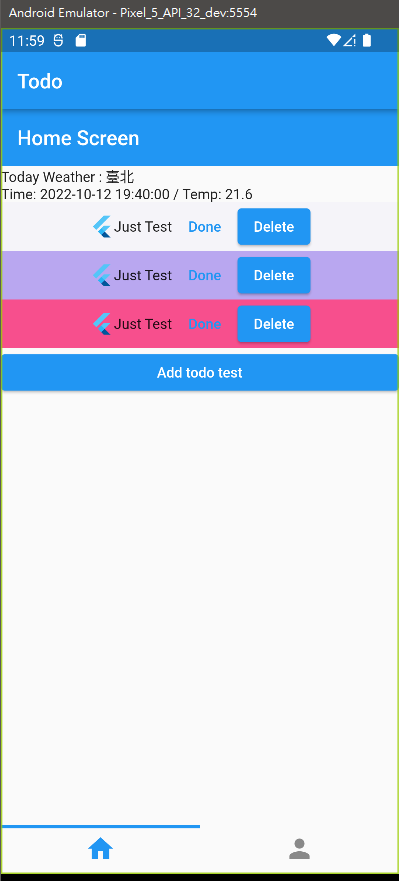 Android Emulator - Pixel_5_API_32_dev:5554
11:59
Todo
Home Screen
Today Weather : 臺北
Time: 2022-10-12 19:40:00 / Temp: 21.6
Just Test Done Delete
Just Test Done Delete
Just Test Done Delete
Add todo test